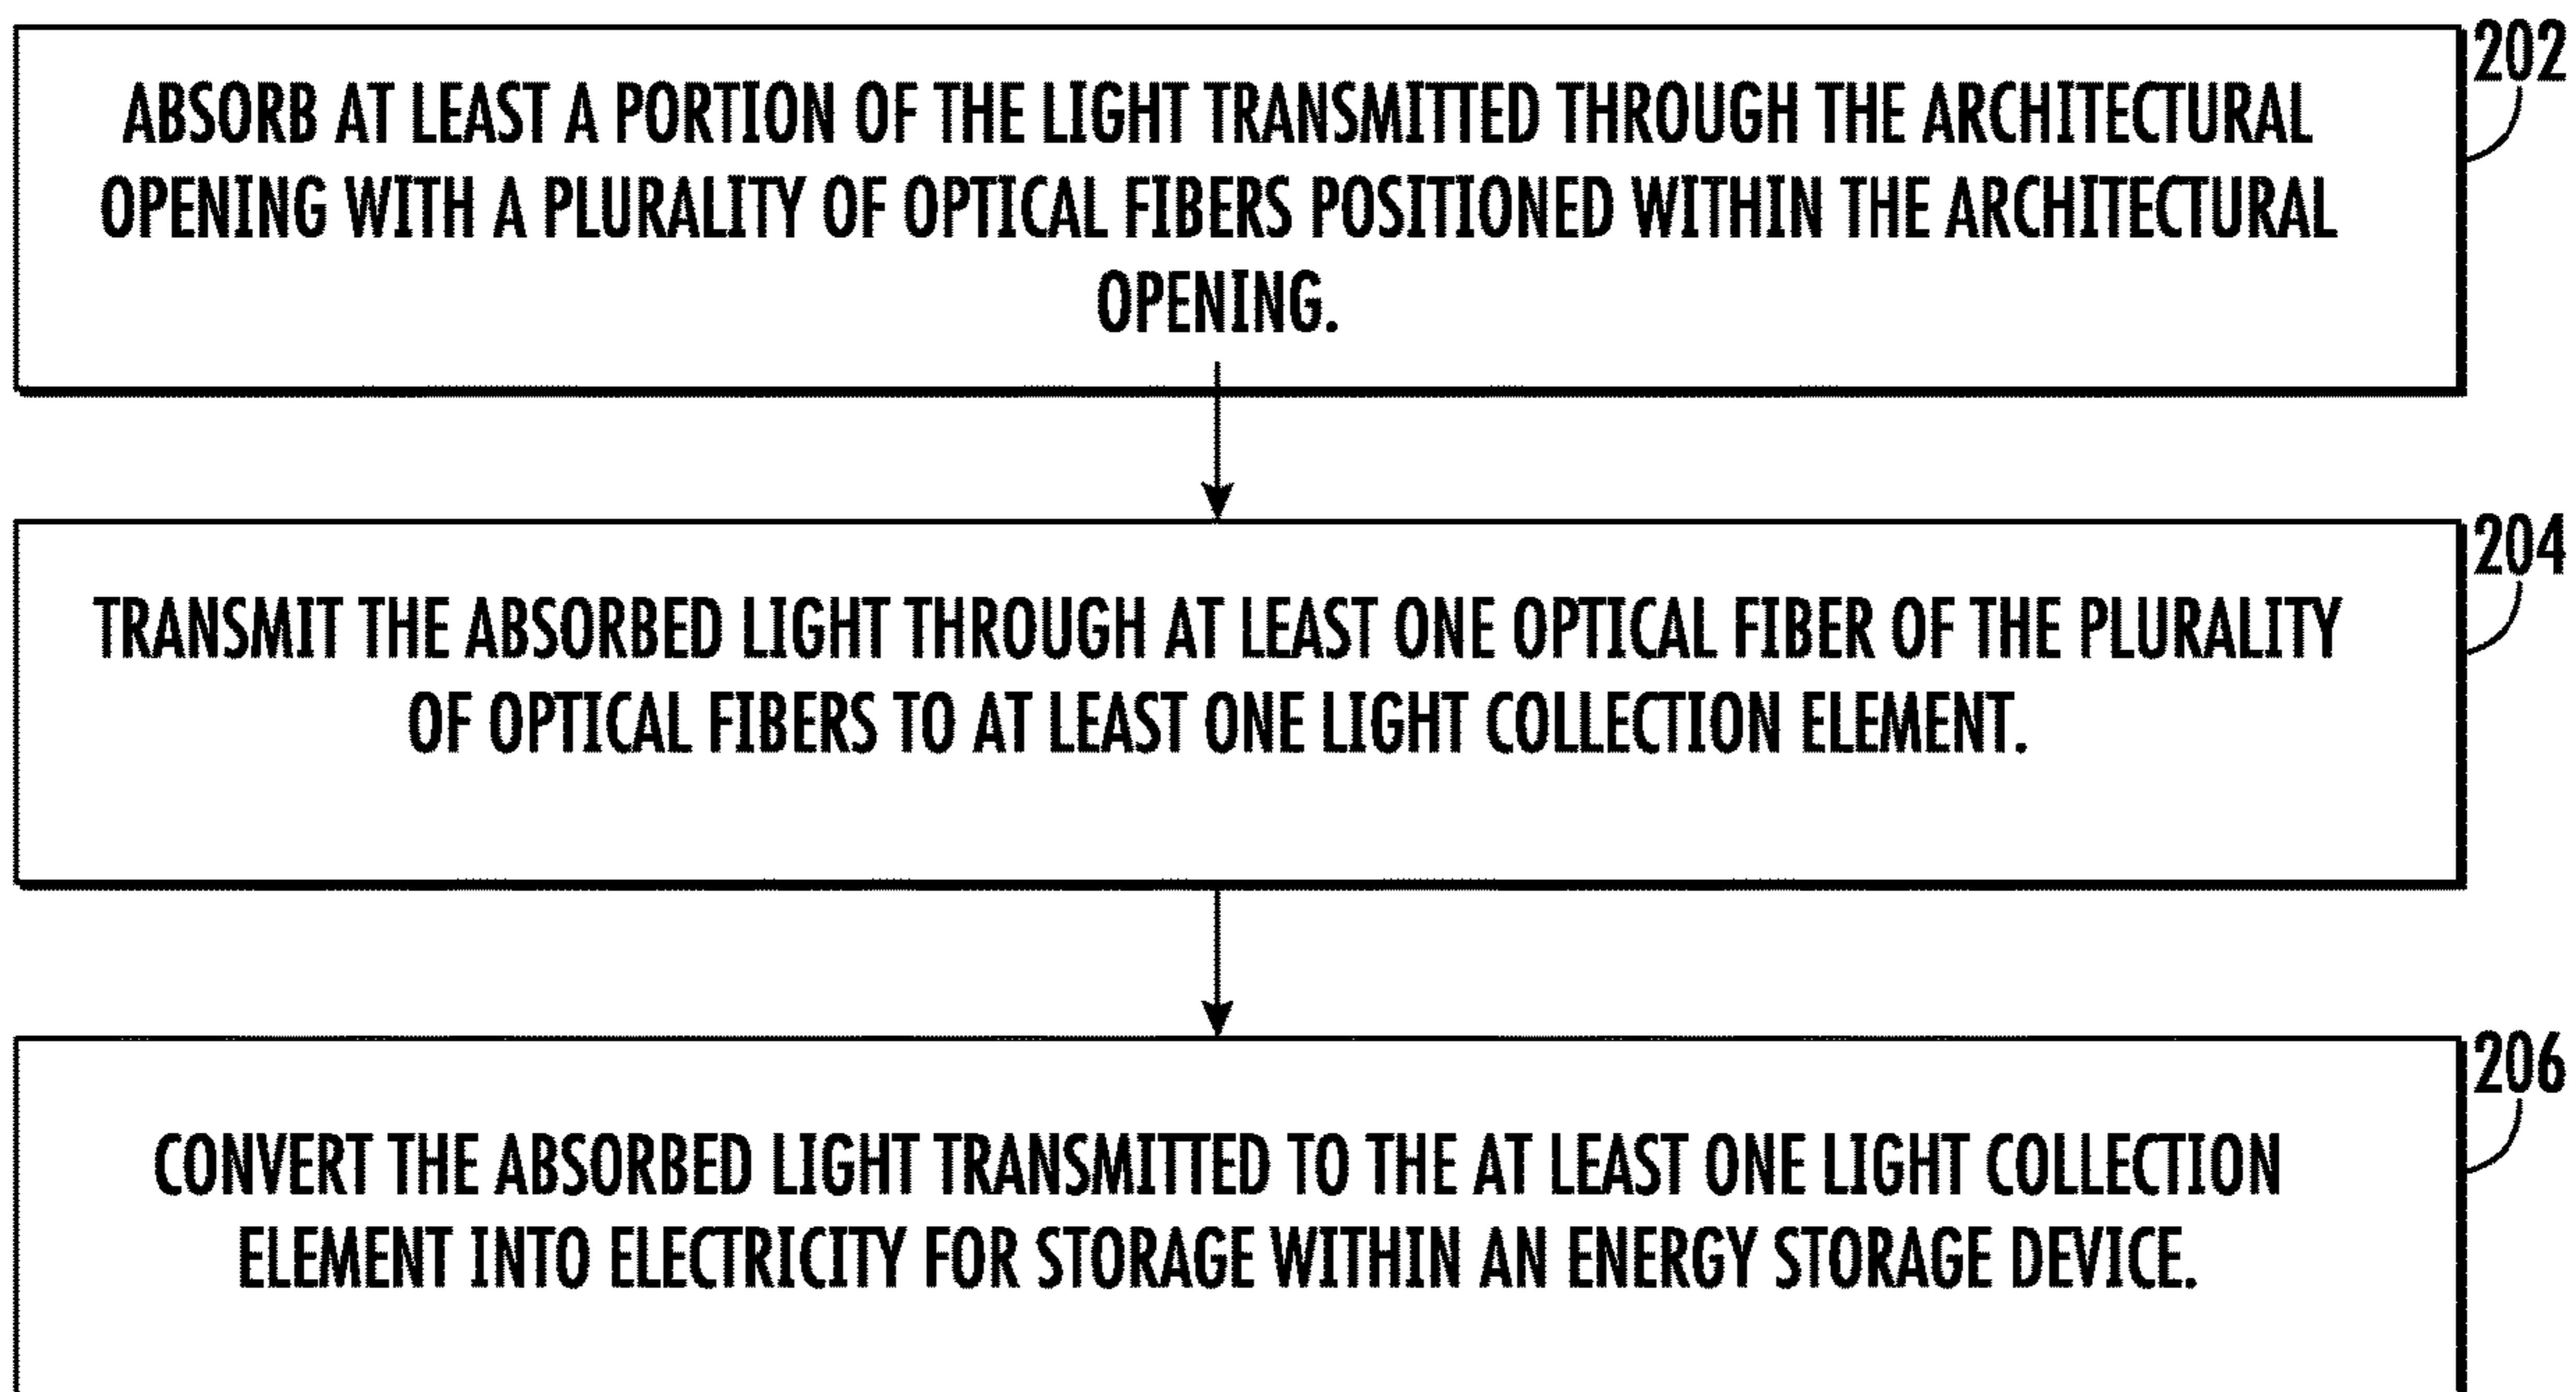 202
ABSORB AT LEAST A PORTION OF THE LIGHT TRANSMITTED THROUGH THE ARCHITECTURAL
OPENING WITH A PLURALITY OF OPTICAL FIBERS POSITIONED WITHIN THE ARCHITECTURAL
OPENING.
204
TRANSMIT THE ABSORBED LIGHT THROUGH AT LEAST ONE OPTICAL FIBER OF THE PLURALITY
OF OPTICAL FIBERS TO AT LEAST ONE LIGHT COLLECTION ELEMENT.
206
CONVERT THE ABSORBED LIGHT TRANSMITTED TO THE AT LEAST ONE LIGHT COLLECTION
ELEMENT INTO ELECTRICITY FOR STORAGE WITHIN AN ENERGY STORAGE DEVICE.